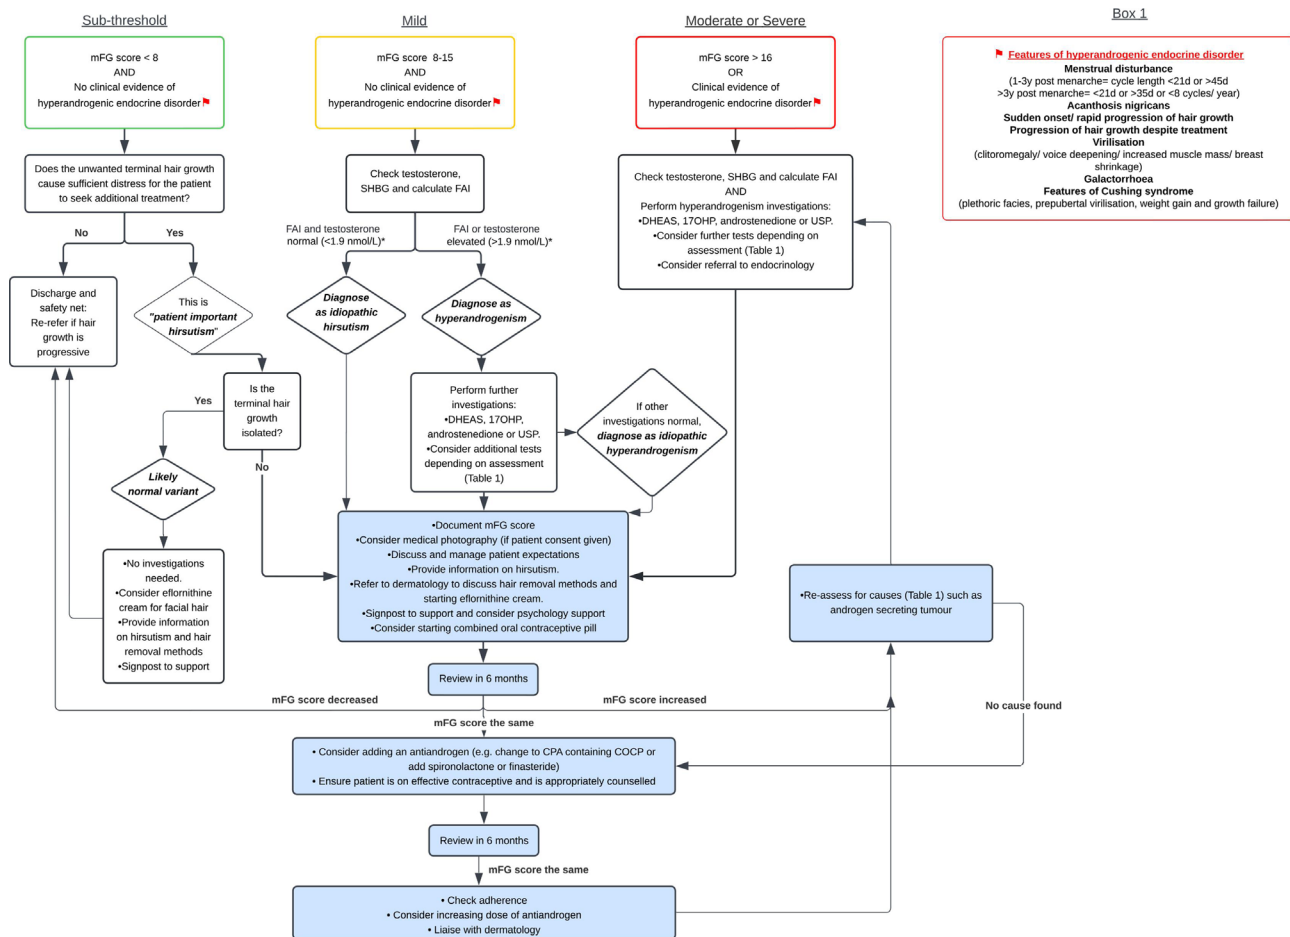 Sub-threshold
Mild
Moderate or Severe
Box 1
mFG score < 8
AND
No clinical evidence of
hyperandrogenic endocrine disorder
mFG score 8-15
AND
No clinical evidence of
hyperandrogenic endocrine disorder
mFG score > 16
OR
Clinical evidence of
hyperandrogenic endocrine disorder
Features of hyperandrogenic endocrine disorder
Menstrual disturbance
(1-3y post menarche= cycle length <21d or >45d
>3y post menarche= <21d or >35d or <8 cycles/ year)
Acanthosis nigricans
Sudden onset/ rapid progression of hair growth
Progression of hair growth despite treatment
Virilisation
(clitoromegaly/ voice deepening/ increased muscle mass/ breast
shrinkage)
Galactorrhoea
Features of Cushing syndrome
(plethoric facies, prepubertal virilisation, weight gain and growth failure)
Does the unwanted terminal hair growth
cause sufficient distress for the patient
to seek additional treatment?
Check testosterone,
SHBG and calculate FAI
Check testosterone, SHBG and calculate FAI
AND
Perform hyperandrogenism investigations:
•DHEAS, 17OHP, androstenedione or USP.
•Consider further tests depending on
assessment (Table 1)
•Consider referral to endocrinology
No
Yes
FAI and testosterone
normal (<1.9 nmol/L)*
FAI or testosterone
elevated (>1.9 nmol/L)*
Discharge and
safety net:
Re-refer if hair
growth is
progressive
This is
"patient important
hirsutism"
Diagnose
as idiopathic
hirsutism
Diagnose as
hyperandrogenism
Yes
Is the
terminal hair
growth
isolated?
No
Perform further
investigations:
•DHEAS, 17OHP,
androstenedione or USP.
•Consider additional tests
depending on assessment
(Table 1)
If other
investigations normal,
diagnose as idiopathic
hyperandrogenism
Likely
normal variant
•No investigations
needed.
•Consider eflornithine
cream for facial hair
•Provide information
on hirsutism and hair
removal methods
•Signpost to support
•Document mFG score
•Consider medical photography (if patient consent given)
•Discuss and manage patient expectations
•Provide information on hirsutism.
•Refer to dermatology to discuss hair removal methods and
starting eflornithine cream.
•Signpost to support and consider psychology support
•Consider starting combined oral contraceptive pill
•Re-assess for causes (Table 1) such as
androgen secreting tumour
Review in 6 months
mFG score decreased
mFG score increased
No cause found
mFG score the same
• Consider adding an antiandrogen (e.g. change to CPA containing COCP or
add spironolactone or finasteride)
• Ensure patient is on effective contraceptive and is appropriately counselled
Review in 6 months
mFG score the same
• Check adherence
• Consider increasing dose of antiandrogen
• Liaise with dermatology